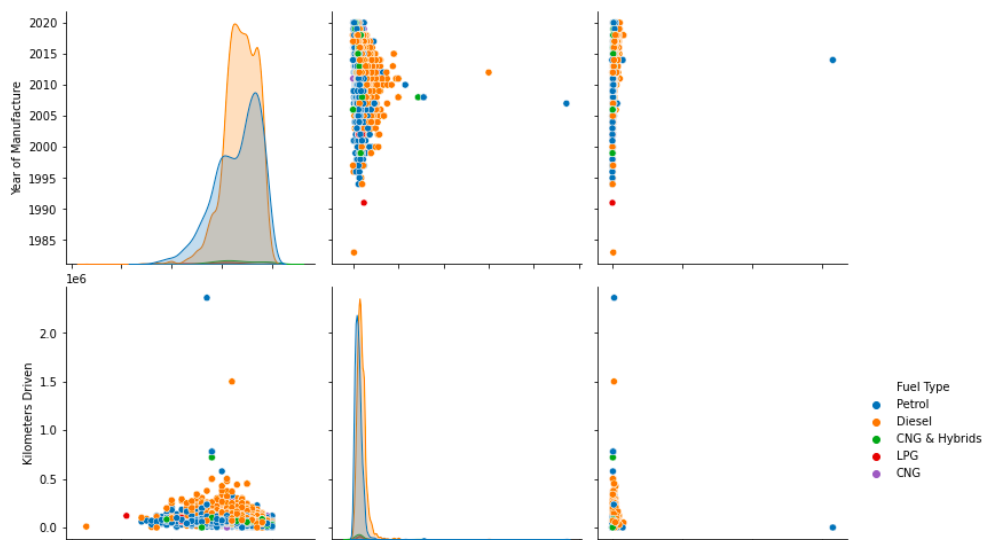 2020
2015
2010
2005
2000
1995
1990
1985
Year of Manufacture
1e6
2.0
1.5
1.0
0.5
0.0
Kilometers Driven
Fuel Type
Petrol
Diesel
CNG & Hybrids
LPG
CNG